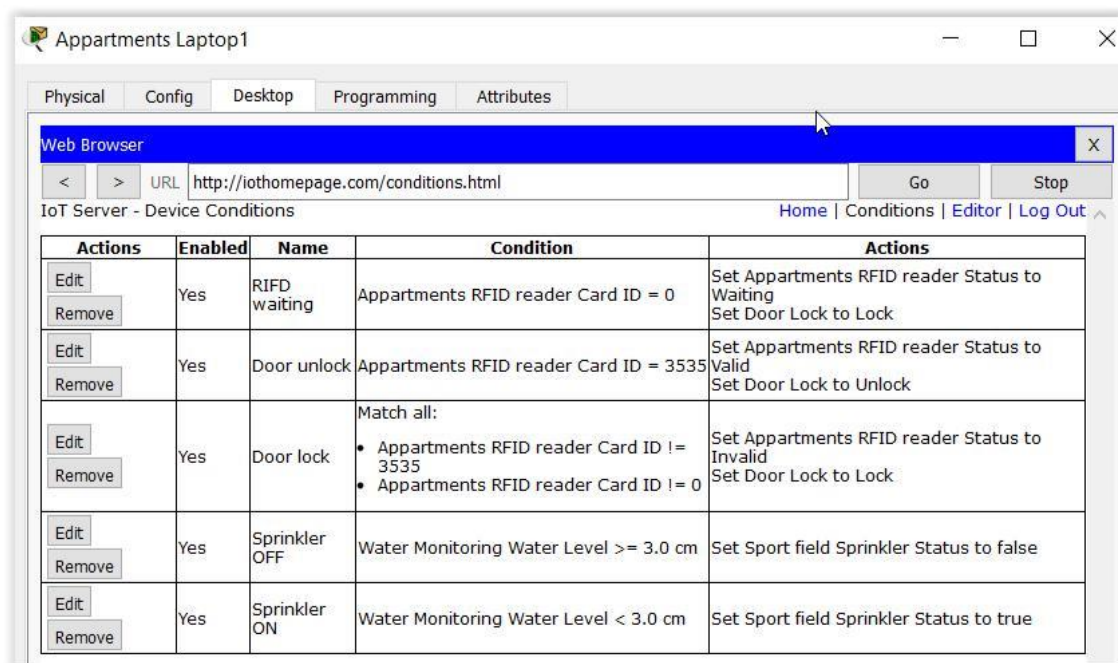 Appartments Laptop1
Physical Config Desktop Programming Attributes
Web Browser X
< > URL http://iothomepage.com/conditions.html Go Stop
IoT Server - Device Conditions Home | Conditions | Editor | Log Out
Actions Enabled Name Condition Actions
Edit
Remove
Yes
RIFD
waiting
Appartments RFID reader Card ID = 0
Set Appartments RFID reader Status to
Waiting
Set Door Lock to Lock
Edit
Remove
Yes
Door unlock
Appartments RFID reader Card ID = 3535
Set Appartments RFID reader Status to
Valid
Set Door Lock to Unlock
Edit
Remove
Yes
Door lock
Match all:
• Appartments RFID reader Card ID !=
3535
• Appartments RFID reader Card ID != 0
Set Appartments RFID reader Status to
Invalid
Set Door Lock to Lock
Edit
Remove
Yes
Sprinkler
OFF
Water Monitoring Water Level >= 3.0 cm
Set Sport field Sprinkler Status to false
Edit
Remove
Yes
Sprinkler
ON
Water Monitoring Water Level < 3.0 cm
Set Sport field Sprinkler Status to true